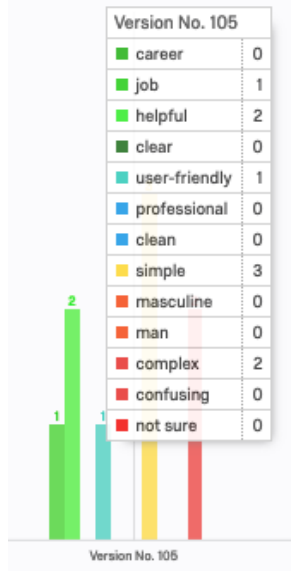 Version No. 105
career 0
job 1
helpful 2
clear 0
user-friendly 1
professional 0
clean 0
simple 3
masculine 0
man 0
complex 2
confusing 0
not sure 0
2
1
1
Version No. 105